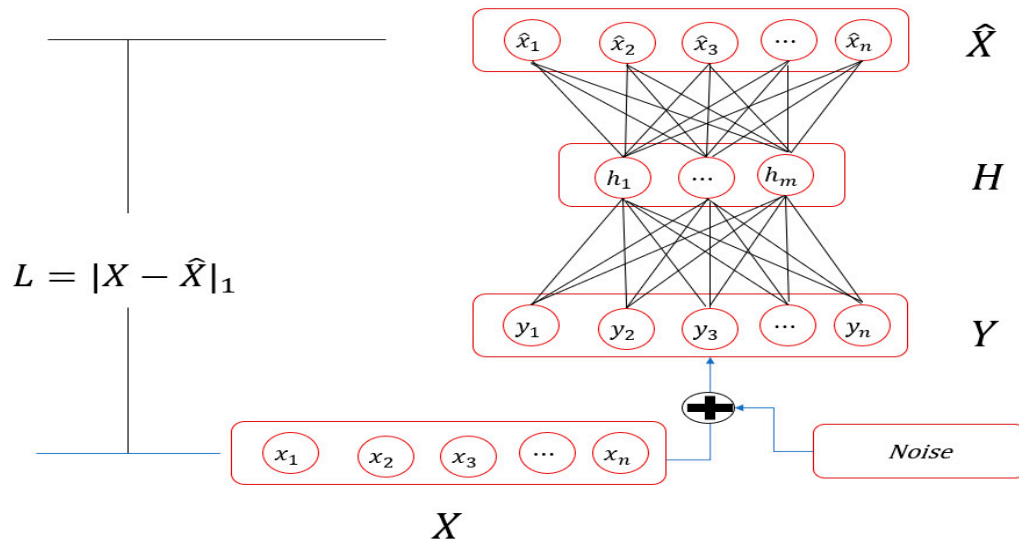 x̂₁ x̂₂ x̂₃ ... x̂ₙ X̂
h₁ ... hₘ H
L = |X − X̂|₁
y₁ y₂ y₃ ... yₙ Y
x₁ x₂ x₃ ... xₙ Noise
X